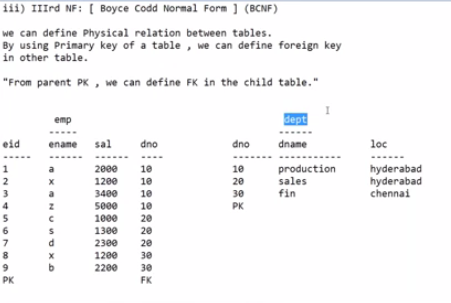 iii) IIIrd NF: [ Boyce Codd Normal Form ] (BCNF)
we can define Physical relation between tables.
By using Primary key of a table , we can define foreign key
in other table.
"From parent PK , we can define FK in the child table."
emp dept
----- ------
eid ename sal dno dno dname loc
----- ------ ------ ---- ------- ------------ ------
1 a 2000 10 10 production hyderabad
2 x 1200 10 20 sales hyderabad
3 a 3400 10 30 fin chennai
4 z 5000 10 PK
5 c 1000 20
6 s 1300 20
7 d 2300 20
8 x 1200 30
9 b 2200 30
PK FK